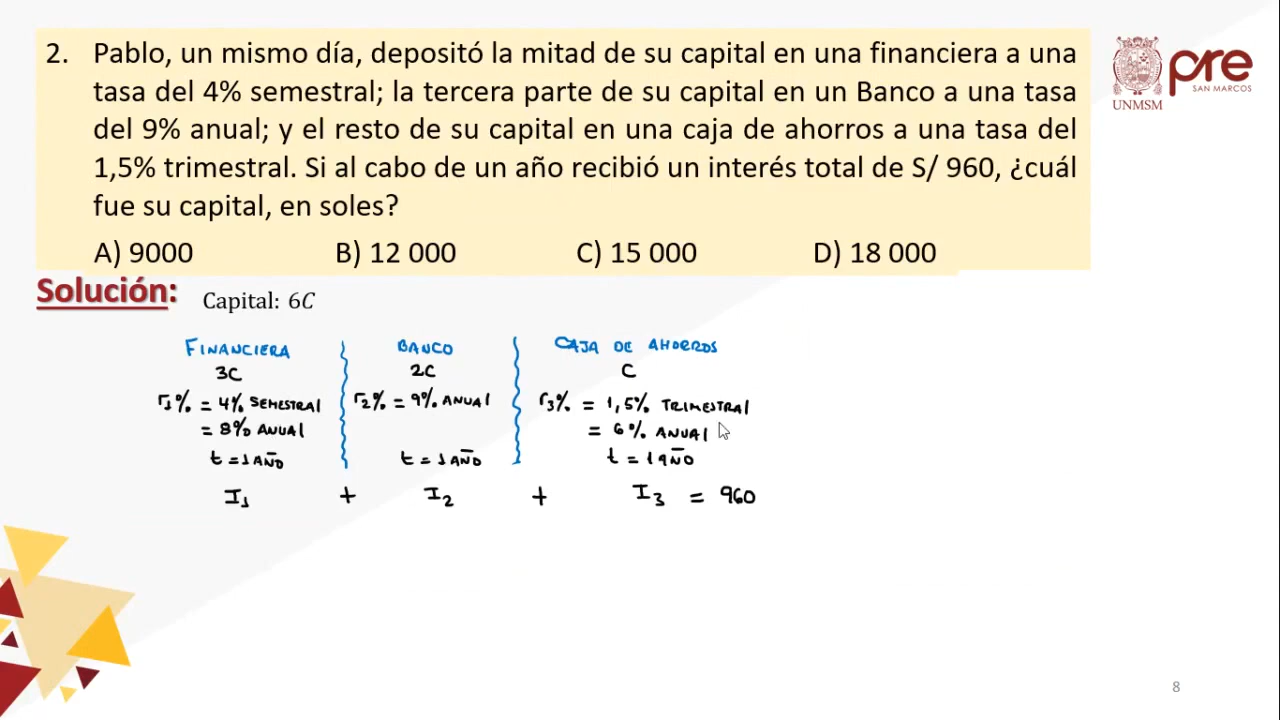 2. Pablo, un mismo día, depositó la mitad de su capital en una financiera a una
tasa del 4% semestral; la tercera parte de su capital en un Banco a una tasa
del 9% anual; y el resto de su capital en una caja de ahorros a una tasa del
1,5% trimestral. Si al cabo de un año recibió un interés total de S/ 960, ¿cuál
fue su capital, en soles?
A) 9000 B) 12 000 C) 15 000 D) 18 000
UNMSM
pre
SAN MARCOS
Solución:
Capital: 6C
FINANCIERA BANCO CAJA DE AHORROS
3C 2C C
r₁% = 4% SEMESTRAL r₂% = 9% ANUAL r₃% = 1,5% TRIMESTRAL
= 8% ANUAL = 6% ANUAL
t = 1 AÑO t = 1 AÑO t = 1 AÑO
I₁ + I₂ + I₃ = 960
8